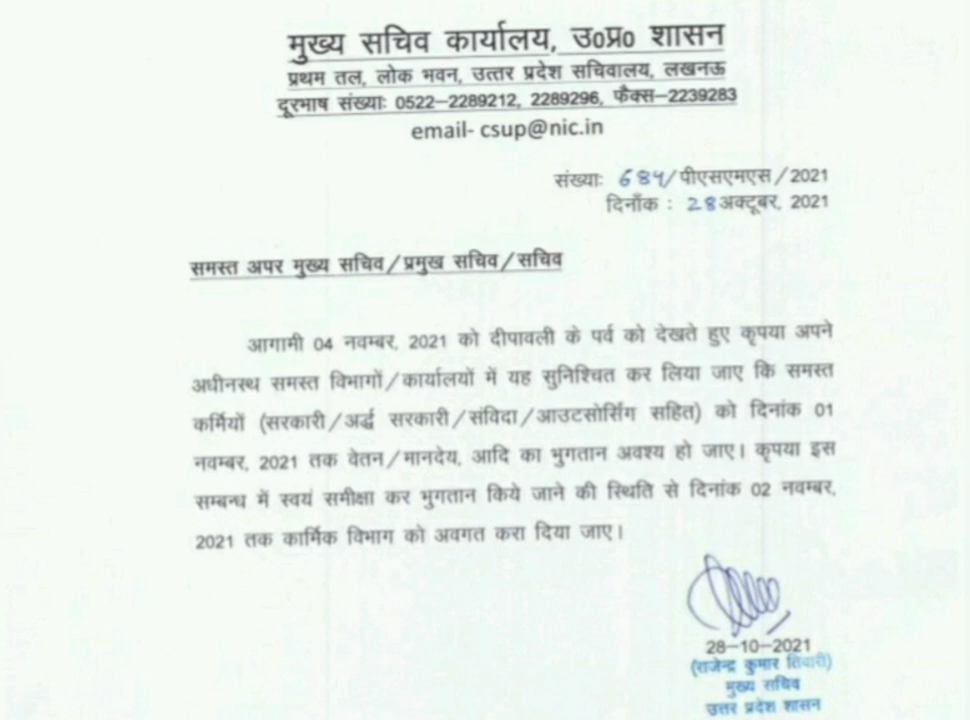 मुख्य सचिव कार्यालय, उ0प्र0 शासन
प्रथम तल, लोक भवन, उत्तर प्रदेश सचिवालय, लखनऊ
दूरभाष संख्याः 0522–2289212, 2289296, फैक्स–2239283
email- csup@nic.in
संख्याः 684/पीएसएमएस/2021
दिनाँक : 28अक्टूबर, 2021
समस्त अपर मुख्य सचिव/प्रमुख सचिव/सचिव
आगामी 04 नवम्बर, 2021 को दीपावली के पर्व को देखते हुए कृपया अपने
अधीनस्थ समस्त विभागों/कार्यालयों में यह सुनिश्चित कर लिया जाए कि समस्त
कर्मियों (सरकारी/अर्द्ध सरकारी/संविदा/आउटसोर्सिंग सहित) को दिनांक 01
नवम्बर, 2021 तक वेतन/मानदेय, आदि का भुगतान अवश्य हो जाए। कृपया इस
सम्बन्ध में स्वयं समीक्षा कर भुगतान किये जाने की स्थिति से दिनांक 02 नवम्बर,
2021 तक कार्मिक विभाग को अवगत करा दिया जाए।
28–10–2021
(राजेन्द्र कुमार तिवारी)
मुख्य सचिव
उत्तर प्रदेश शासन